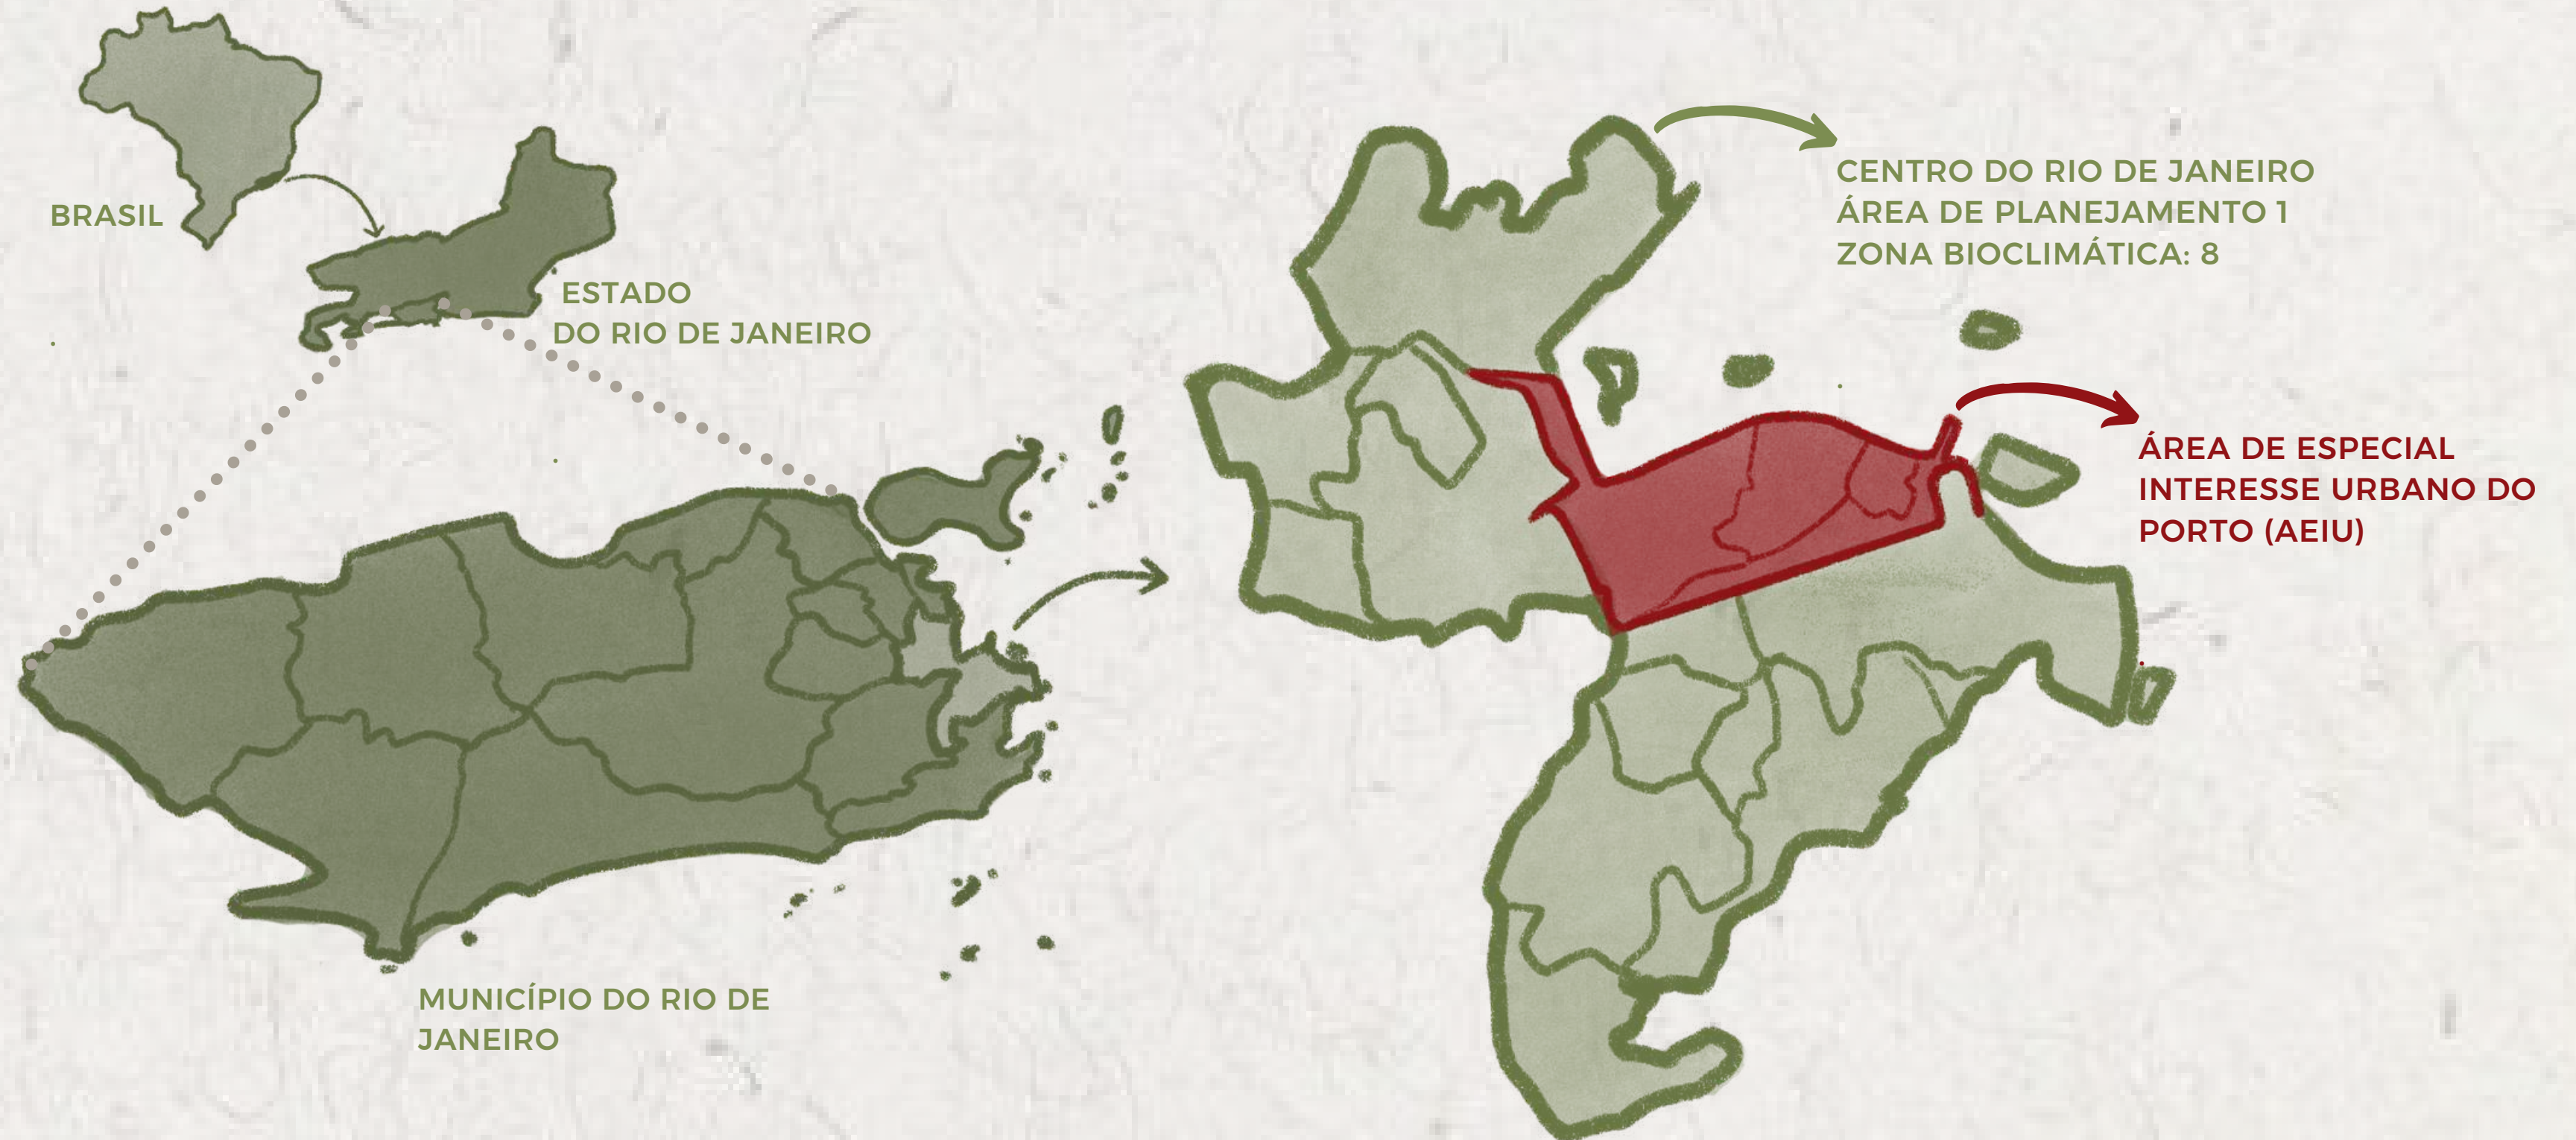 BRASIL
ESTADO
DO RIO DE JANEIRO
MUNICÍPIO DO RIO DE
JANEIRO
CENTRO DO RIO DE JANEIRO
ÁREA DE PLANEJAMENTO 1
ZONA BIOCLIMÁTICA: 8
ÁREA DE ESPECIAL
INTERESSE URBANO DO
PORTO (AEIU)